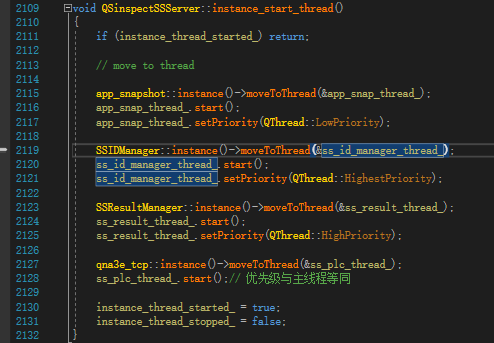 2109 void QSinspectSSServer::instance_start_thread()
2110 {
2111 if (instance_thread_started_) return;
2112
2113 // move to thread
2114
2115 app_snapshot::instance()->moveToThread(&app_snap_thread_);
2116 app_snap_thread_.start();
2117 app_snap_thread_.setPriority(QThread::LowPriority);
2118
2119 SSIDManager::instance()->moveToThread(&ss_id_manager_thread_);
2120 ss_id_manager_thread_.start();
2121 ss_id_manager_thread_.setPriority(QThread::HighestPriority);
2122
2123 SSResultManager::instance()->moveToThread(&ss_result_thread_);
2124 ss_result_thread_.start();
2125 ss_result_thread_.setPriority(QThread::HighPriority);
2126
2127 qna3e_tcp::instance()->moveToThread(&ss_plc_thread_);
2128 ss_plc_thread_.start();// 优先级与主线程等同
2129
2130 instance_thread_started_ = true;
2131 instance_thread_stopped_ = false;
2132 }